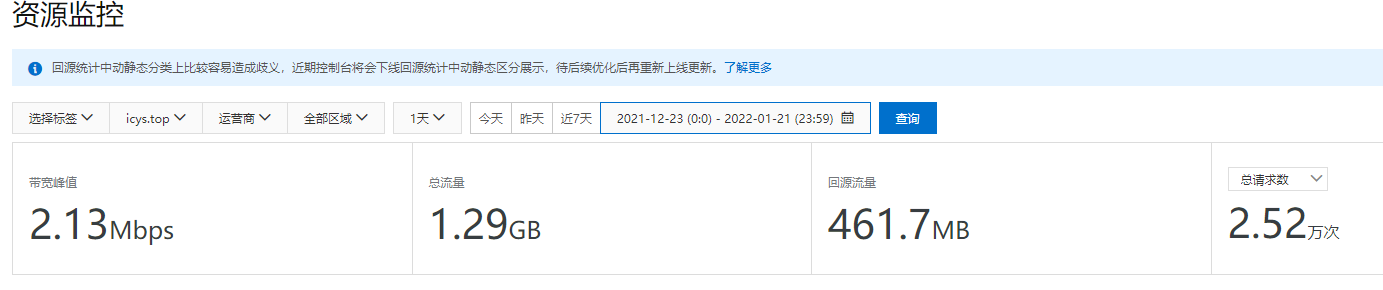 资源监控
回源统计中动静态分类上比较容易造成歧义，近期控制台将会下线回源统计中动静态区分展示，待后续优化后再重新上线更新。了解更多
选择标签 icys.top 运营商 全部区域 1天 今天 昨天 近7天 2021-12-23 (0:0) - 2022-01-21 (23:59) 查询
带宽峰值 总流量 回源流量 总请求数
2.13Mbps 1.29GB 461.7MB 2.52万次